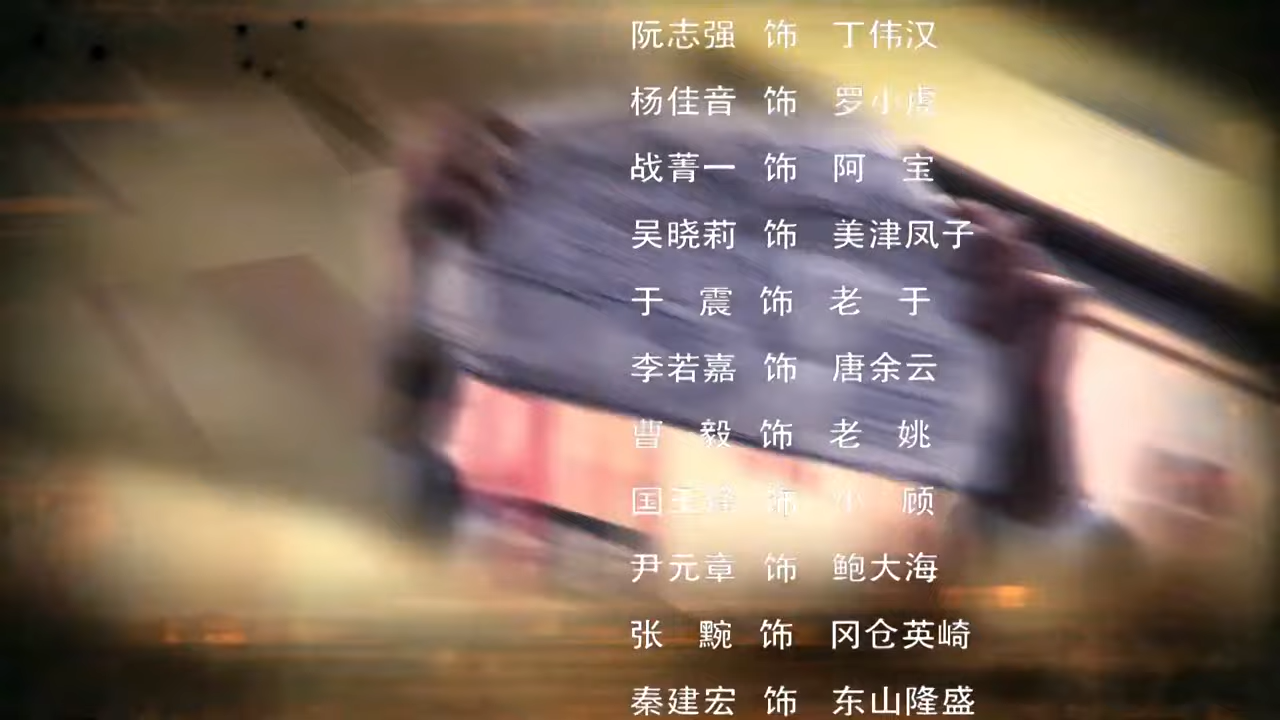 阮志强 饰 丁伟汉
杨佳音 饰 罗小虎
战菁一 饰 阿 宝
吴晓莉 饰 美津凤子
于 震 饰 老 于
李若嘉 饰 唐余云
曹 毅 饰 老 姚
国 饰 小 顾
尹元章 饰 鲍大海
张 黦 饰 冈仓英崎
秦建宏 饰 东山隆盛